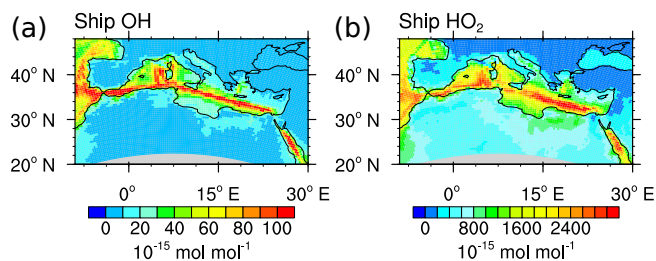 (a) Ship OH
40° N
30° N
20° N
0° 15° E 30° E
0 20 40 60 80 100
10⁻¹⁵ mol mol⁻¹
(b) Ship HO₂
40° N
30° N
20° N
0° 15° E 30° E
0 800 1600 2400
10⁻¹⁵ mol mol⁻¹